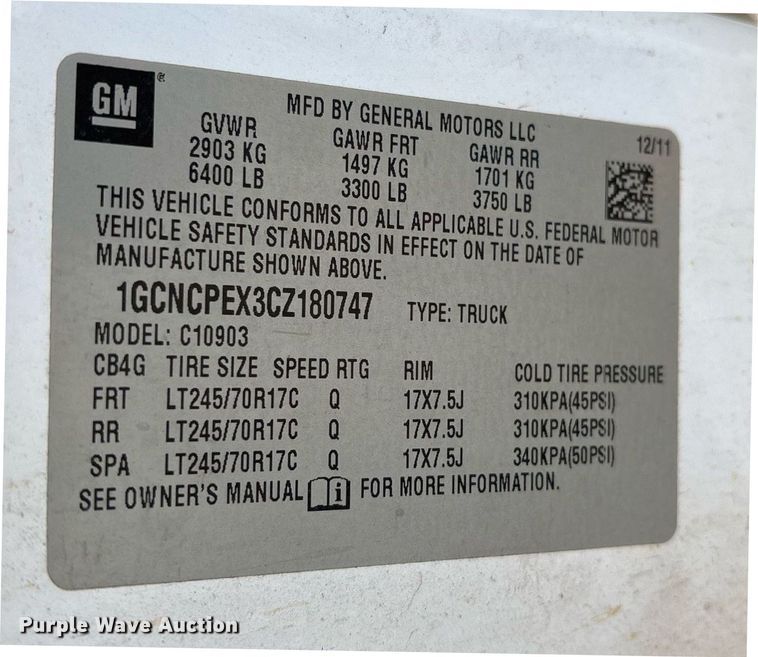 GM
MFD BY GENERAL MOTORS LLC
12/11
GVWR GAWR FRT GAWR RR
2903 KG 1497 KG 1701 KG
6400 LB 3300 LB 3750 LB
THIS VEHICLE CONFORMS TO ALL APPLICABLE U.S. FEDERAL MOTOR
VEHICLE SAFETY STANDARDS IN EFFECT ON THE DATE OF
MANUFACTURE SHOWN ABOVE.
1GCNCPEX3CZ180747 TYPE: TRUCK
MODEL: C10903
CB4G TIRE SIZE SPEED RTG RIM COLD TIRE PRESSURE
FRT LT245/70R17C Q 17X7.5J 310KPA(45PSI)
RR LT245/70R17C Q 17X7.5J 310KPA(45PSI)
SPA LT245/70R17C Q 17X7.5J 340KPA(50PSI)
SEE OWNER'S MANUAL i FOR MORE INFORMATION.
Purple Wave Auction